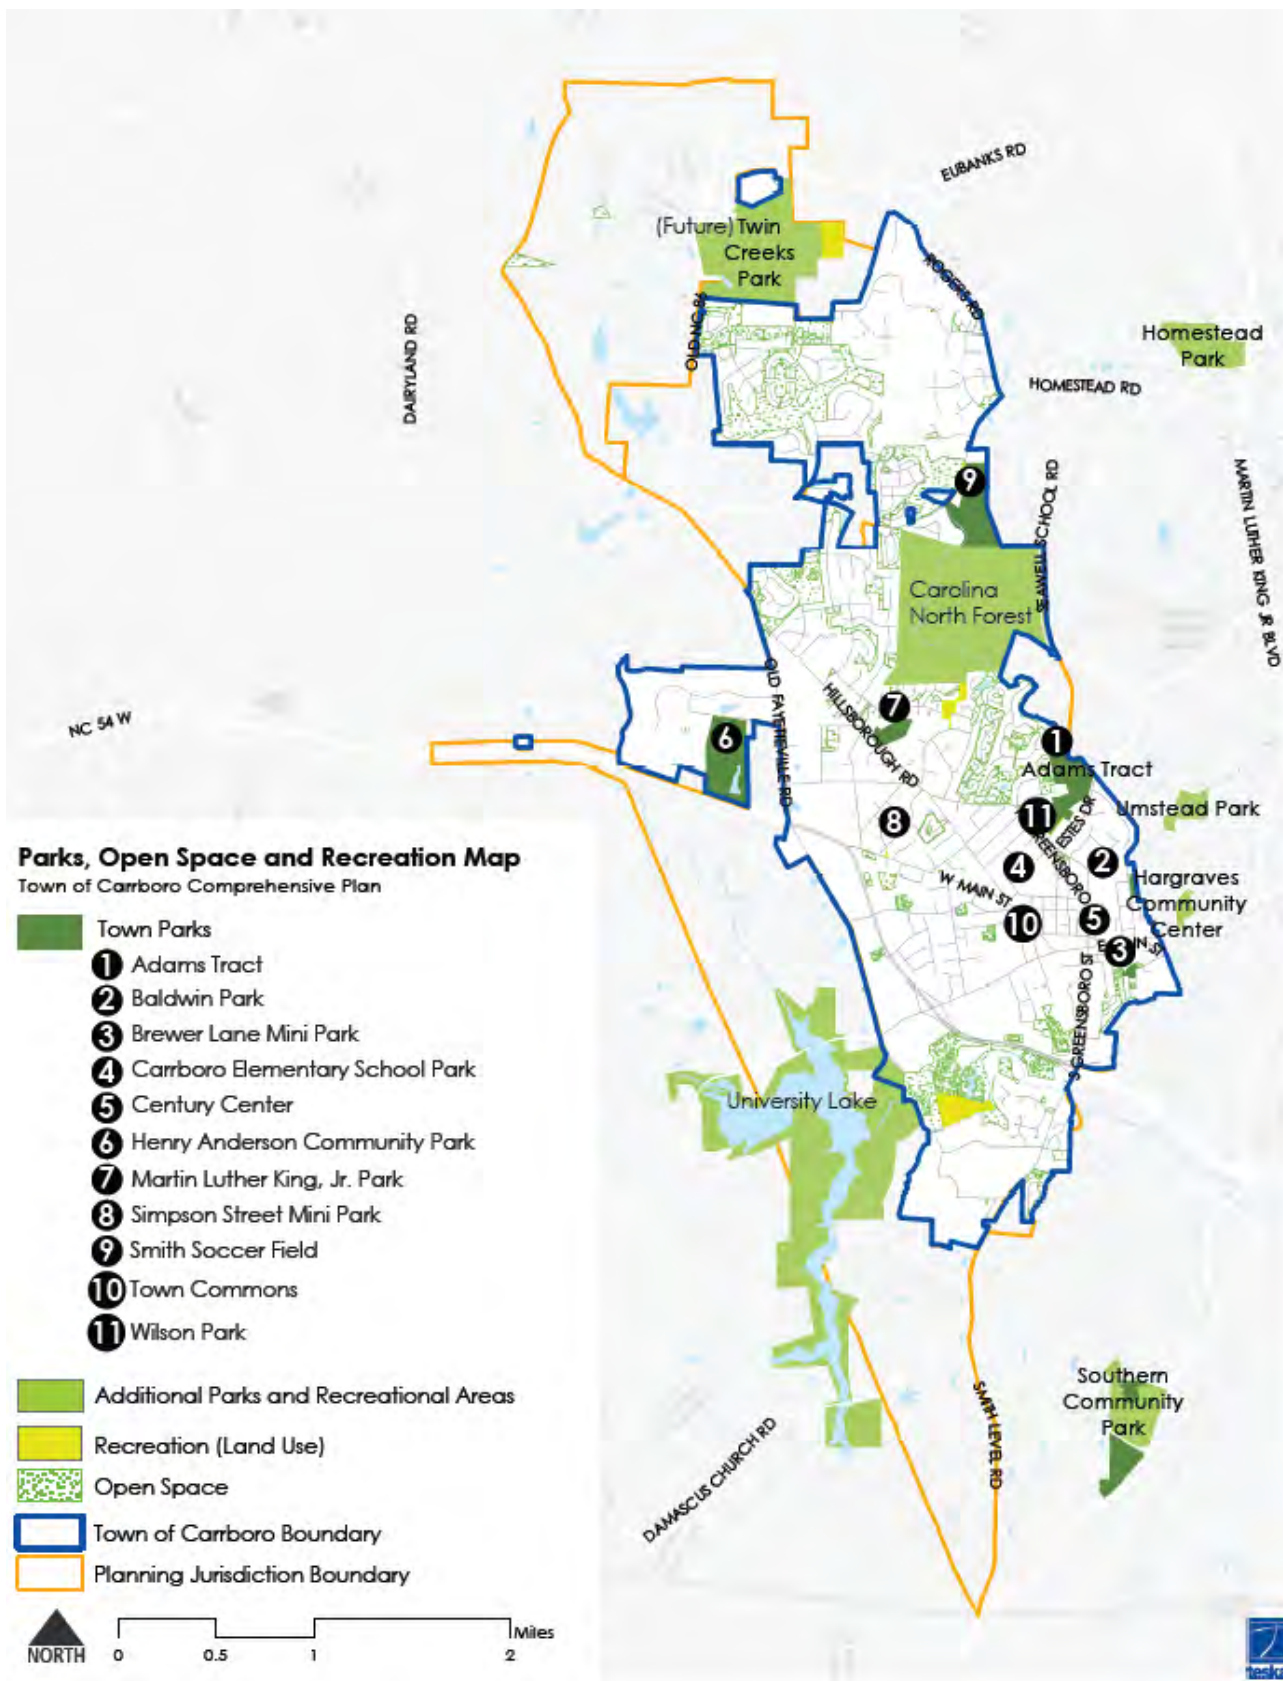 EUBANKS RD
(Future) Twin
Creeks
Park
ROGERS RD
OLD NC 86
DAIRYLAND RD
Homestead
Park
HOMESTEAD RD
9
SEAWELL SCHOOL RD
MARTIN LUTHER KING JR BLVD
Carolina
North Forest
OLD FAYETTEVILLE RD
HILLSBOROUGH RD
7
NC 54 W
6
1
Adams Tract
Umstead Park
11
ESTES DR
8
GREENSBORO
4
2
W MAIN ST
Hargraves
Community
Center
10
5
3
S GREENSBORO ST
University Lake
Parks, Open Space and Recreation Map
Town of Carrboro Comprehensive Plan
Town Parks
1 Adams Tract
2 Baldwin Park
3 Brewer Lane Mini Park
4 Carrboro Elementary School Park
5 Century Center
6 Henry Anderson Community Park
7 Martin Luther King, Jr. Park
8 Simpson Street Mini Park
9 Smith Soccer Field
10 Town Commons
11 Wilson Park
Additional Parks and Recreational Areas
Recreation (Land Use)
Open Space
Town of Carrboro Boundary
Planning Jurisdiction Boundary
Southern
Community
Park
SMITH LEVEL RD
DAMASCUS CHURCH RD
NORTH
0 0.5 1 2 Miles
teska